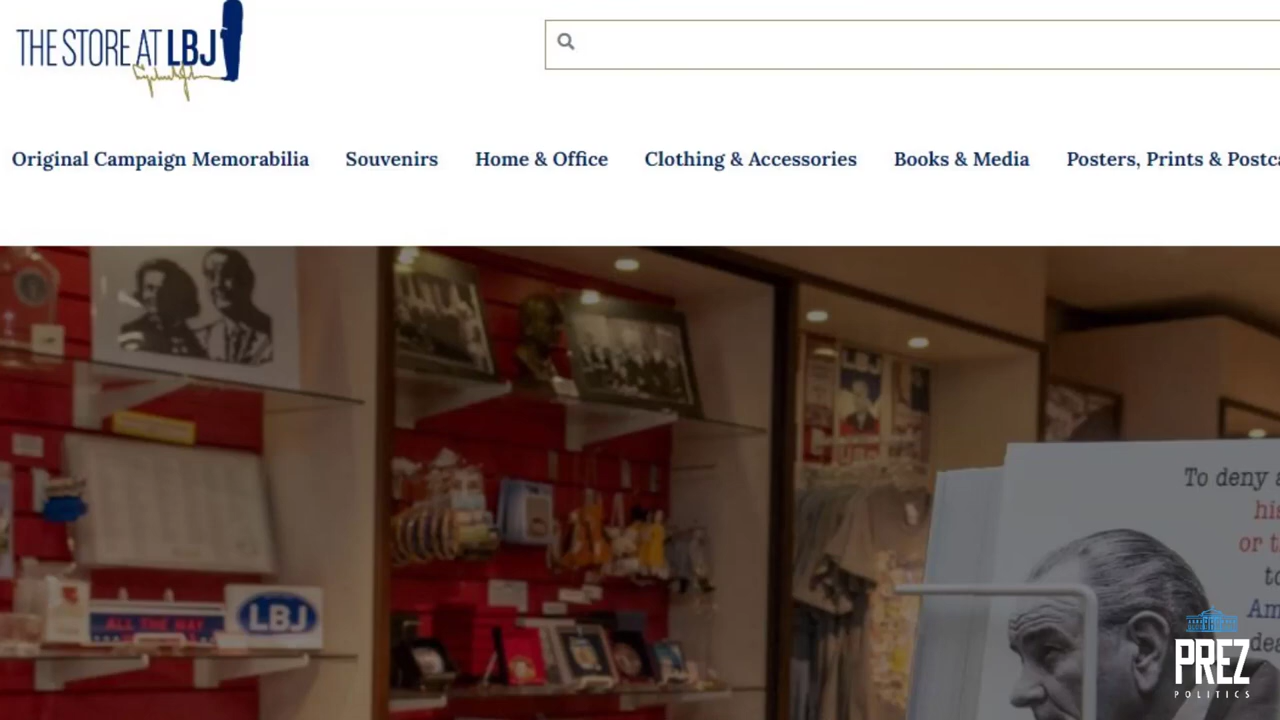 THE STORE AT LBJ
Original Campaign Memorabilia Souvenirs Home & Office Clothing & Accessories Books & Media Posters, Prints & Postca
To deny a
his
or t
to
Am
dea
ALL THE WAY
LBJ
PREZ
POLITICS